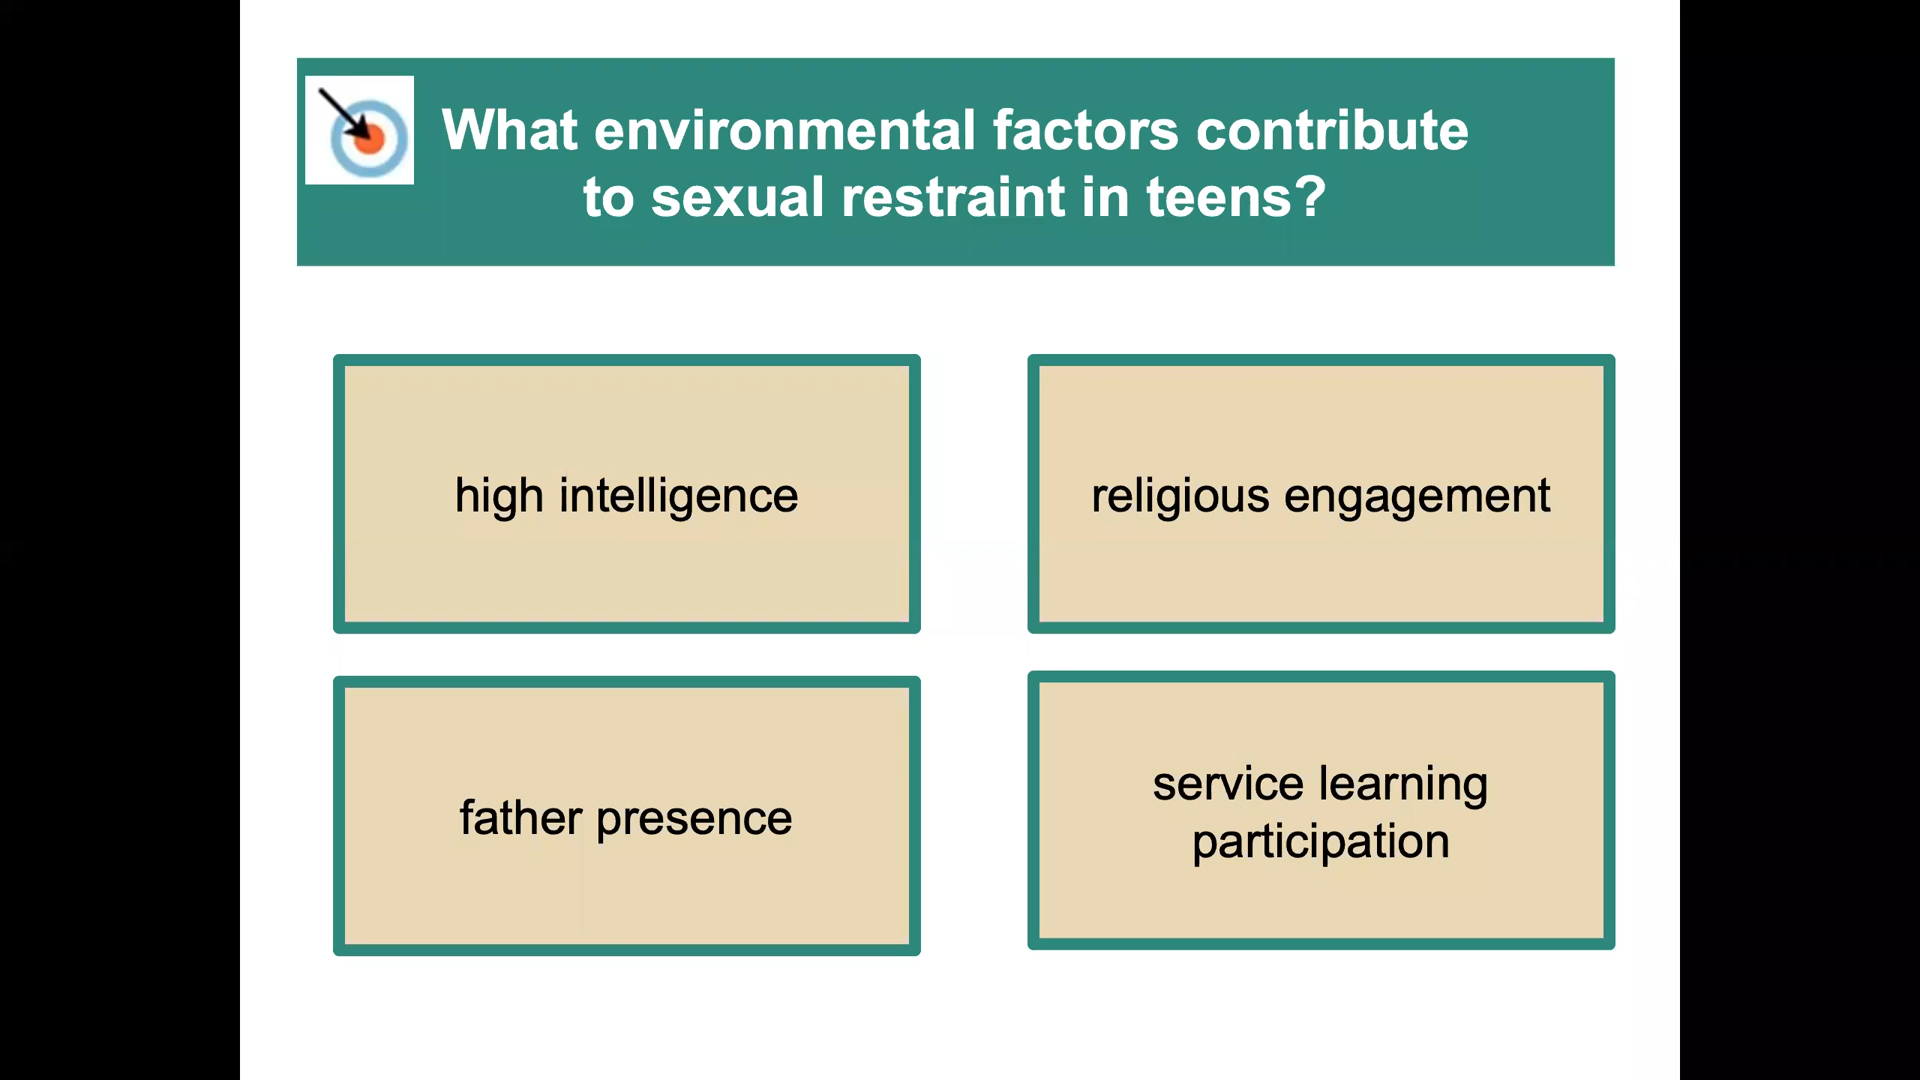 What environmental factors contribute
to sexual restraint in teens?
high intelligence
religious engagement
father presence
service learning
participation